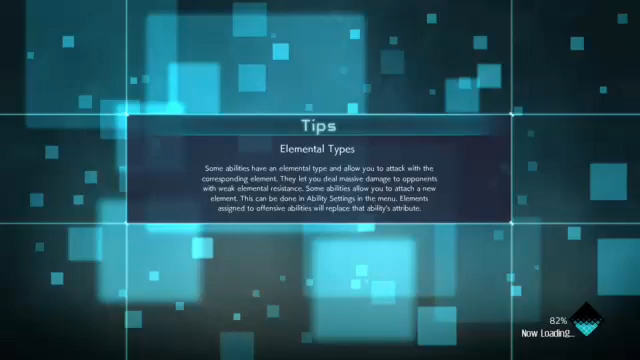 Tips
Elemental Types
Some abilities have an elemental type and allow you to attack with the
corresponding element. They let you deal massive damage to opponents
with weak elemental resistance. Some abilities allow you to attach a new
element. This can be done in Ability Settings in the menu. Elements
assigned to offensive abilities will replace that ability's attribute.
82%
Now Loading...